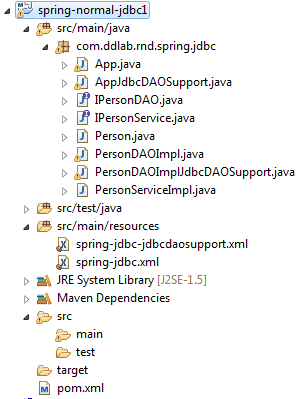 spring-normal-jdbc1
src/main/java
com.ddlab.rnd.spring.jdbc
App.java
AppJdbcDAOSupport.java
IPersonDAO.java
IPersonService.java
Person.java
PersonDAOImpl.java
PersonDAOImplJdbcDAOSupport.java
PersonServiceImpl.java
src/test/java
src/main/resources
spring-jdbc-jdbcdaosupport.xml
spring-jdbc.xml
JRE System Library [J2SE-1.5]
Maven Dependencies
src
main
test
target
pom.xml